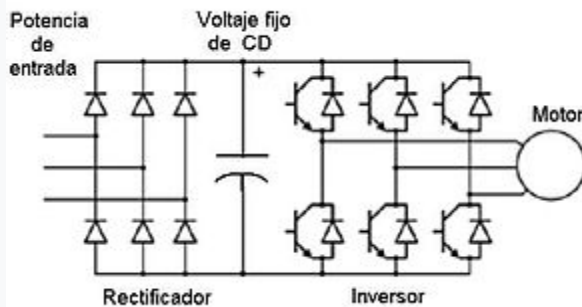 Potencia
de
entrada
Voltaje fijo
de CD
+
Motor
Rectificador
Inversor